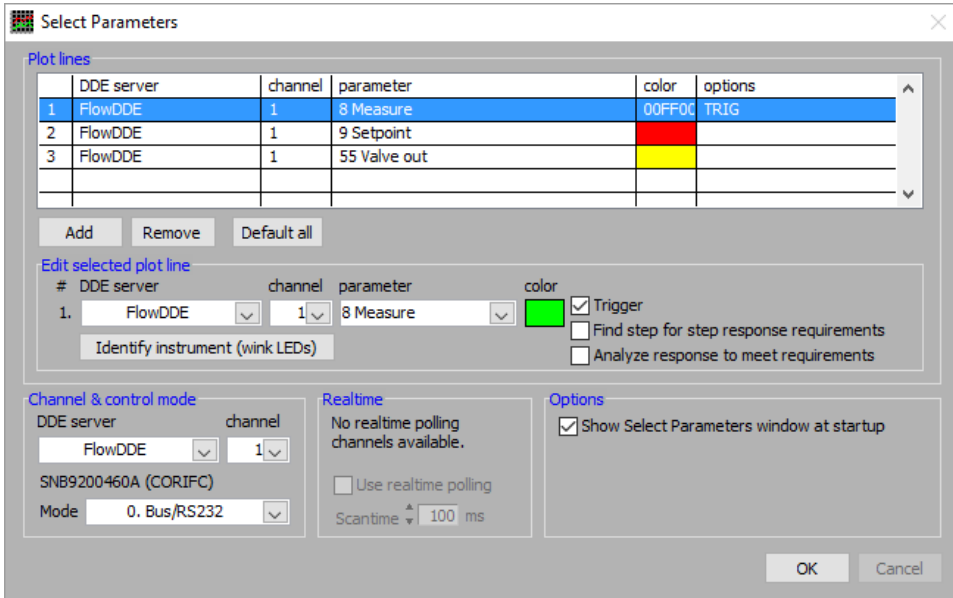 Select Parameters
Plot lines
DDE server channel parameter color options
1 FlowDDE 1 8 Measure 00FF00 TRIG
2 FlowDDE 1 9 Setpoint
3 FlowDDE 1 55 Valve out
Add Remove Default all
Edit selected plot line
# DDE server channel parameter color
1. FlowDDE 1 8 Measure
Trigger
Find step for step response requirements
Identify instrument (wink LEDs)
Analyze response to meet requirements
Channel & control mode
DDE server channel
FlowDDE 1
SNB9200460A (CORIFC)
Mode 0. Bus/RS232
Realtime
No realtime polling
channels available.
Use realtime polling
Scantime 100 ms
Options
Show Select Parameters window at startup
OK Cancel